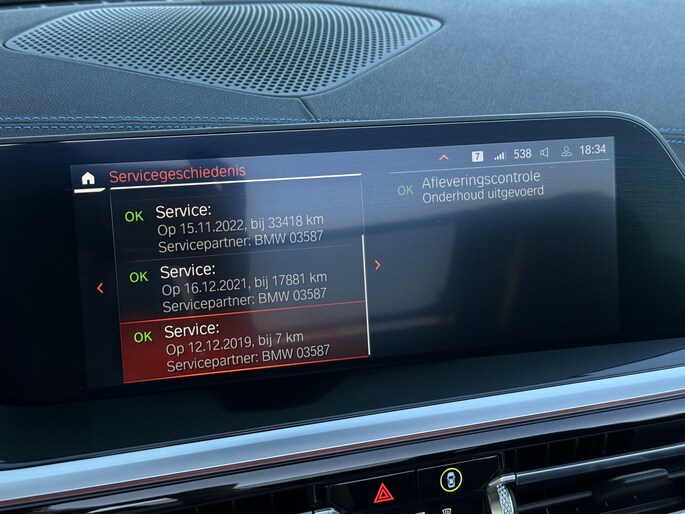 Servicegeschiedenis
7 538 18:34
OK Service:
Op 15.11.2022, bij 33418 km
Servicepartner: BMW 03587
OK Service:
Op 16.12.2021, bij 17881 km
Servicepartner: BMW 03587
OK Service:
Op 12.12.2019, bij 7 km
Servicepartner: BMW 03587
OK Afleveringscontrole
Onderhoud uitgevoerd